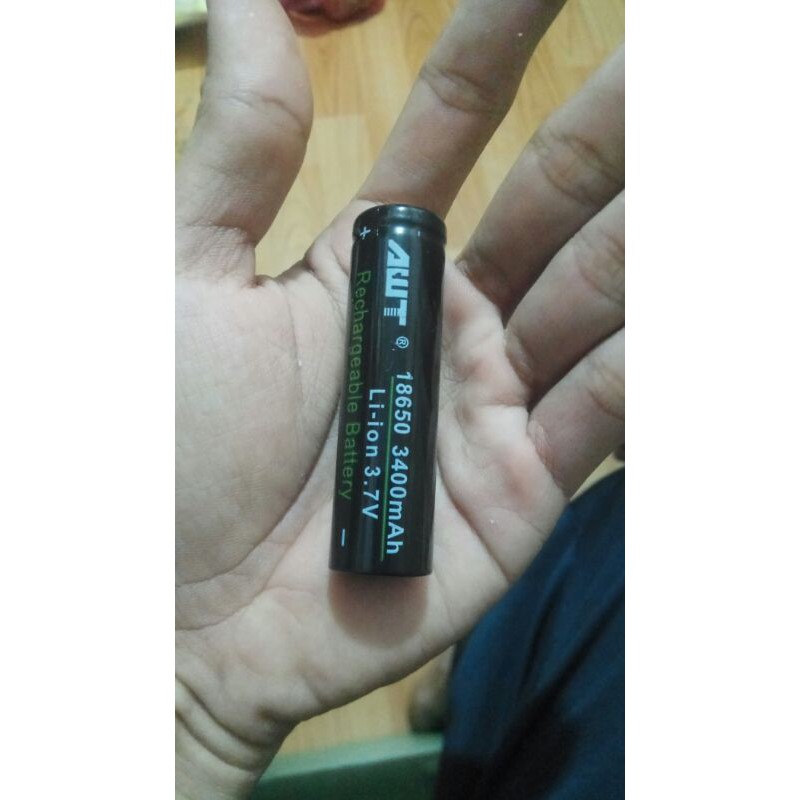 +
AWT ®
18650 3400mAh
Li-ion 3.7V
Rechargeable Battery
-